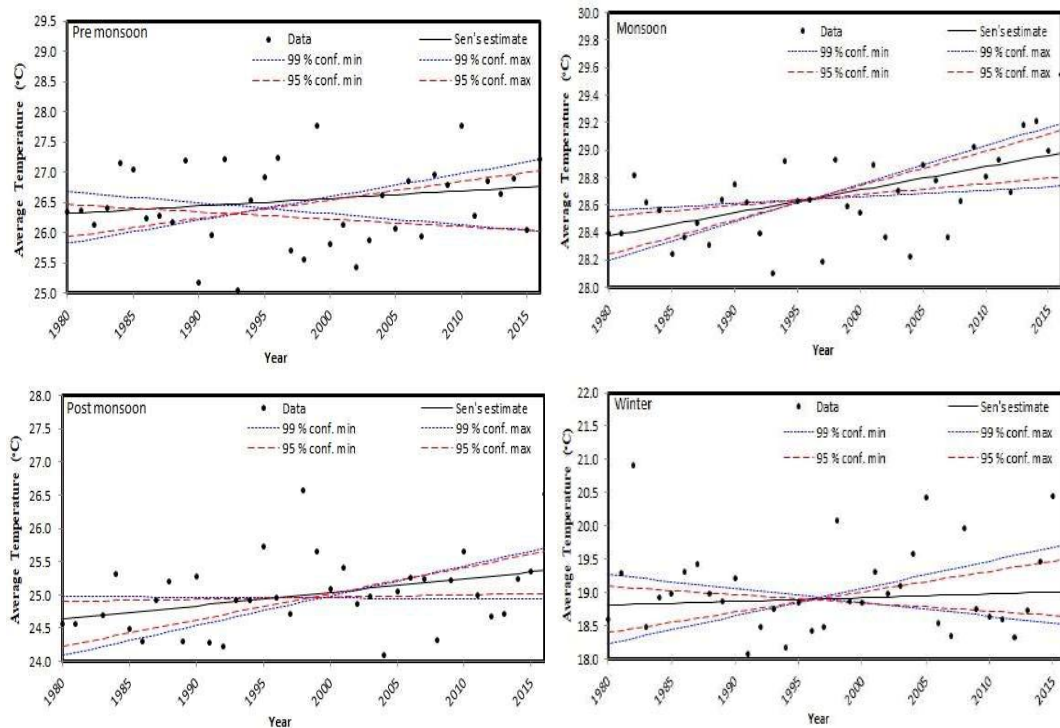 Pre monsoon
Data
Sen's estimate
99 % conf. min
99 % conf. max
95 % conf. min
95 % conf. max
Average Temperature (°C)
29.5
29.0
28.5
28.0
27.5
27.0
26.5
26.0
25.5
25.0
1980
1985
1990
1995
2000
2005
2010
2015
Year
Monsoon
Data
Sen's estimate
99 % conf. min
99 % conf. max
95 % conf. min
95 % conf. max
Average Temperature (°C)
30.0
29.8
29.6
29.4
29.2
29.0
28.8
28.6
28.4
28.2
28.0
1980
1985
1990
1995
2000
2005
2010
2015
Year
Post monsoon
Data
Sen's estimate
99 % conf. min
99 % conf. max
95 % conf. min
95 % conf. max
Average Temperature (°C)
28.0
27.5
27.0
26.5
26.0
25.5
25.0
24.5
24.0
1980
1985
1990
1995
2000
2005
2010
2015
Year
Winter
Data
Sen's estimate
99 % conf. min
99 % conf. max
95 % conf. min
95 % conf. max
Average Temperature (°C)
22.0
21.5
21.0
20.5
20.0
19.5
19.0
18.5
18.0
1980
1985
1990
1995
2000
2005
2010
2015
Year